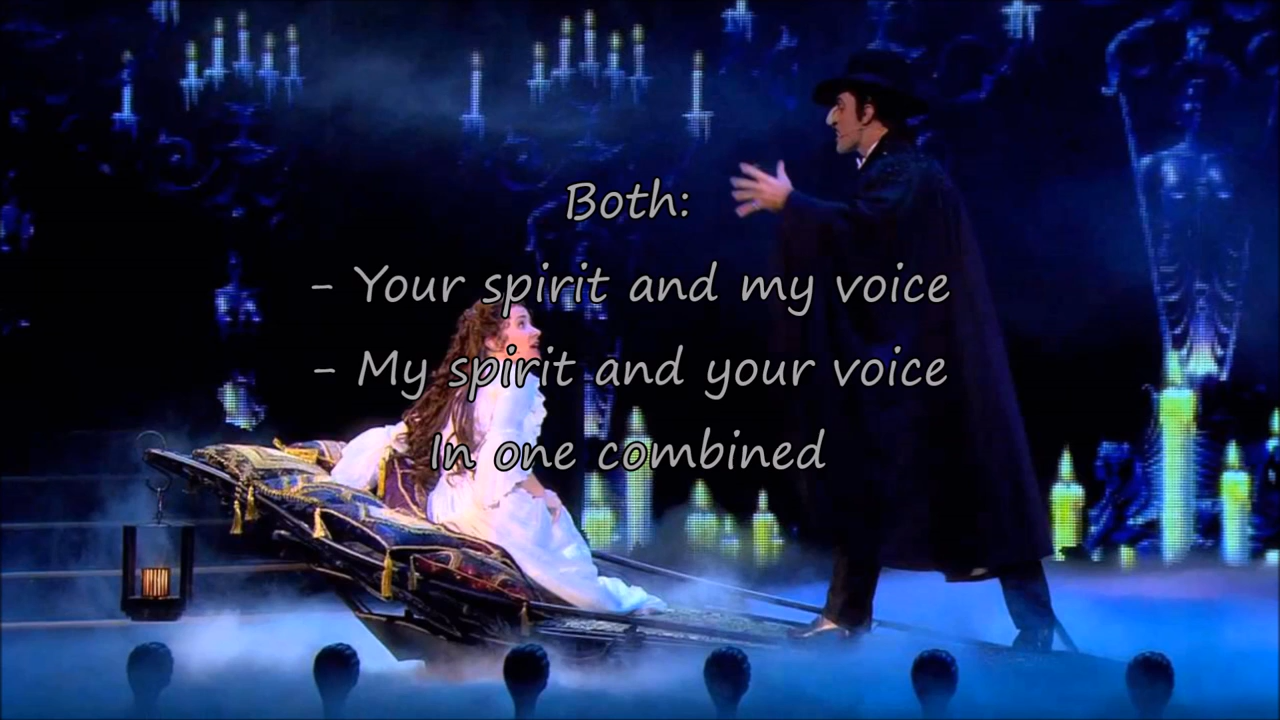 Both:
- Your spirit and my voice
- My spirit and your voice
In one combined